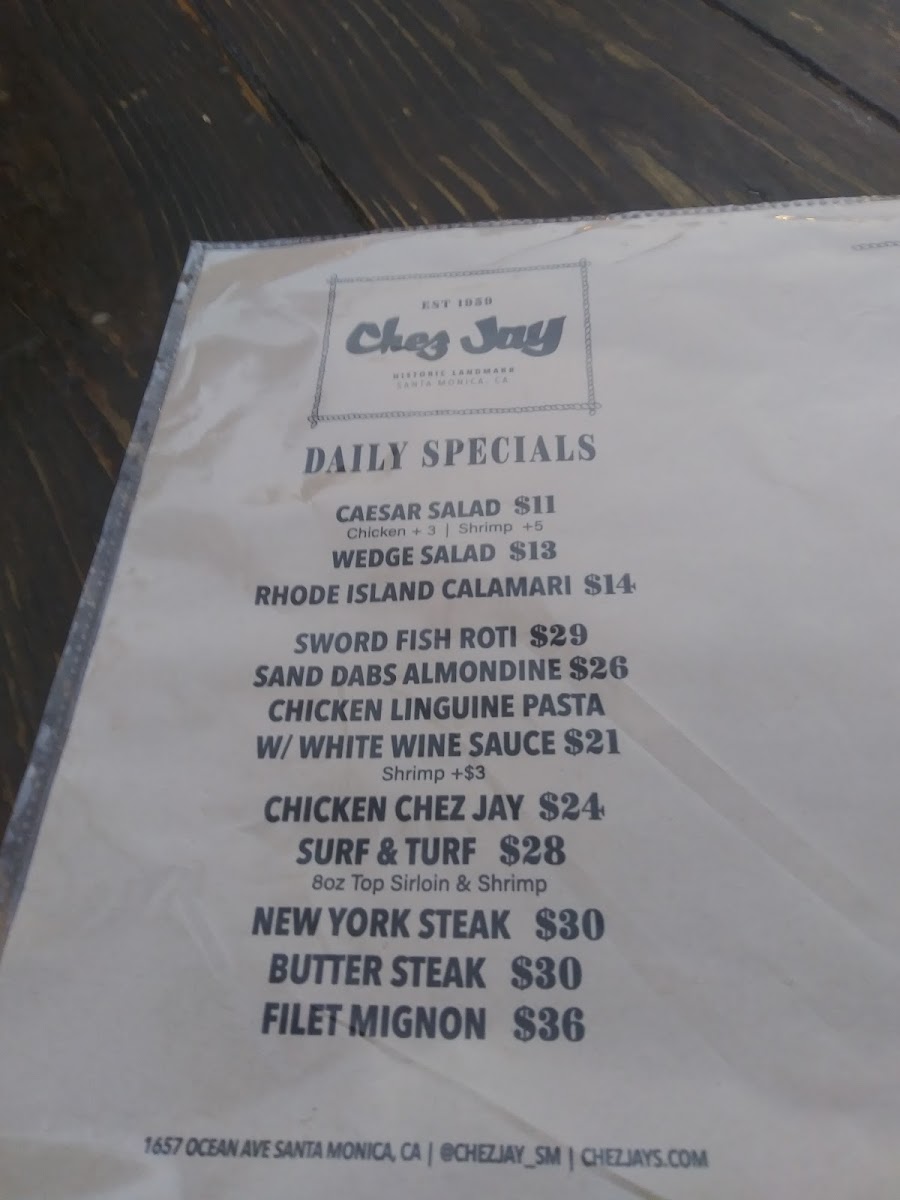 EST 1959
Chez Jay
HISTORIC LANDMARK
SANTA MONICA, CA
DAILY SPECIALS
CAESAR SALAD $11
Chicken + 3 | Shrimp +5
WEDGE SALAD $13
RHODE ISLAND CALAMARI $14
SWORD FISH ROTI $29
SAND DABS ALMONDINE $26
CHICKEN LINGUINE PASTA
W/ WHITE WINE SAUCE $21
Shrimp +$3
CHICKEN CHEZ JAY $24
SURF & TURF $28
8oz Top Sirloin & Shrimp
NEW YORK STEAK $30
BUTTER STEAK $30
FILET MIGNON $36
1657 OCEAN AVE SANTA MONICA, CA | @CHEZJAY_SM | CHEZJAYS.COM